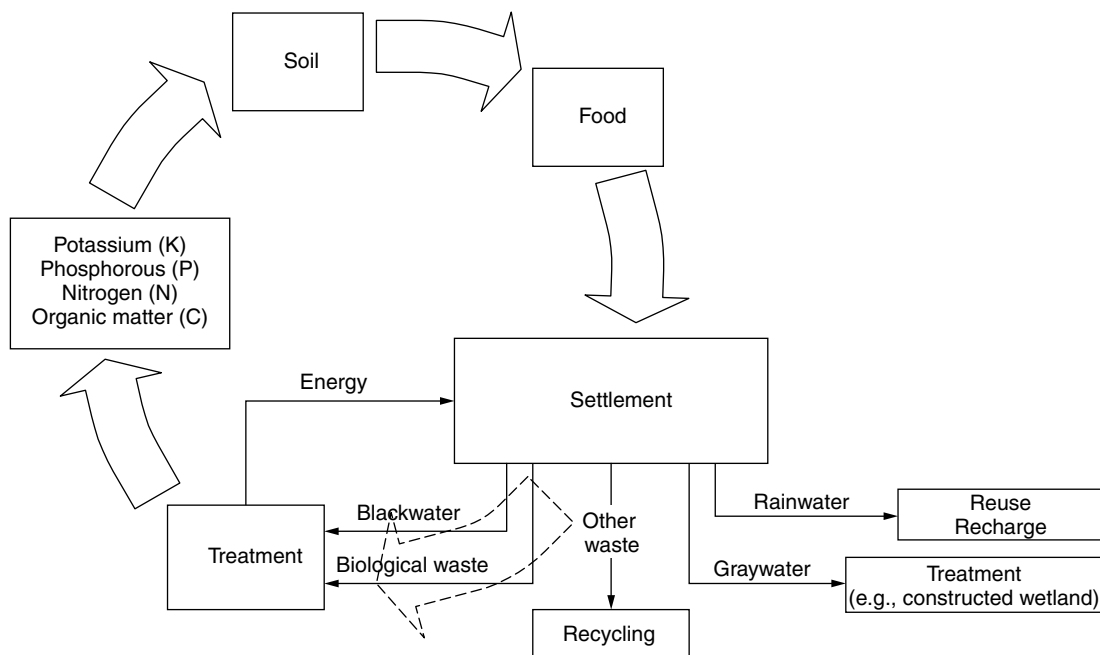 Soil
Food
Potassium (K)
Phosphorous (P)
Nitrogen (N)
Organic matter (C)
Energy
Settlement
Blackwater
Biological waste
Treatment
Other
waste
Recycling
Rainwater
Reuse
Recharge
Graywater
Treatment
(e.g., constructed wetland)